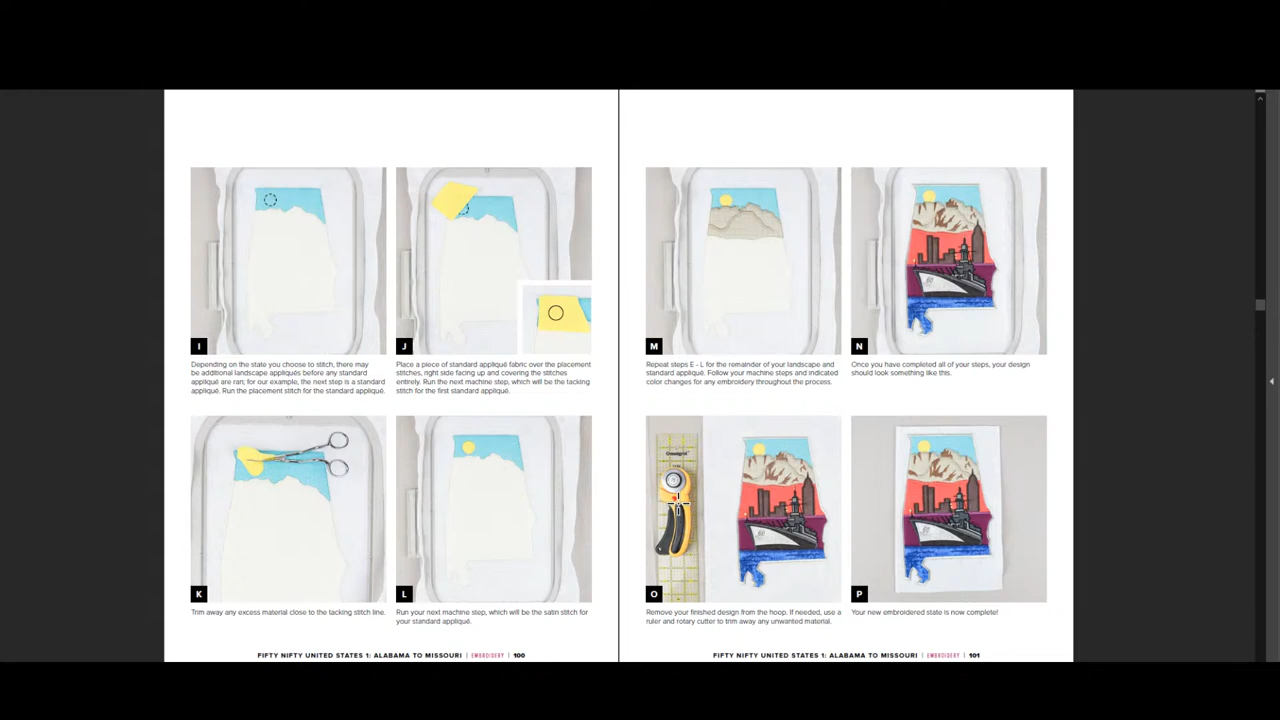 I
Depending on the state you choose to stitch, there may
be additional landscape appliqués before any standard
appliqué are ran; for our example, the next step is a standard
appliqué. Run the placement stitch for the standard appliqué.
J
Place a piece of standard appliqué fabric over the placement
stitches, right side facing up and covering the stitches
entirely. Run the next machine step, which will be the tacking
stitch for the first standard appliqué.
K
Trim away any excess material close to the tacking stitch line.
L
Run your next machine step, which will be the satin stitch for
your standard appliqué.
FIFTY NIFTY UNITED STATES 1: ALABAMA TO MISSOURI | EMBROIDERY | 100
M
Repeat steps E - L for the remainder of your landscape and
standard appliqué. Follow your machine steps and indicated
color changes for any embroidery throughout the process.
N
Once you have completed all of your steps, your design
should look something like this.
Omnigrid
O
Remove your finished design from the hoop. If needed, use a
ruler and rotary cutter to trim away any unwanted material.
P
Your new embroidered state is now complete!
FIFTY NIFTY UNITED STATES 1: ALABAMA TO MISSOURI | EMBROIDERY | 101